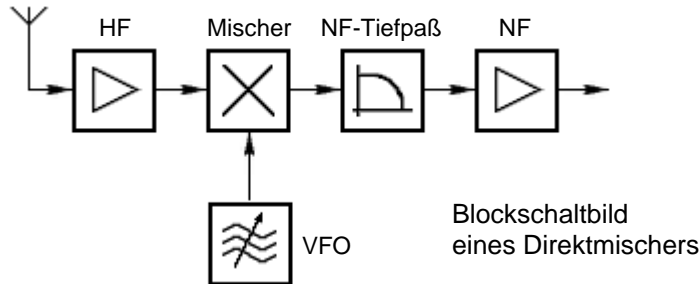 HF
Mischer
NF-Tiefpaß
NF
VFO
Blockschaltbild
eines Direktmischers